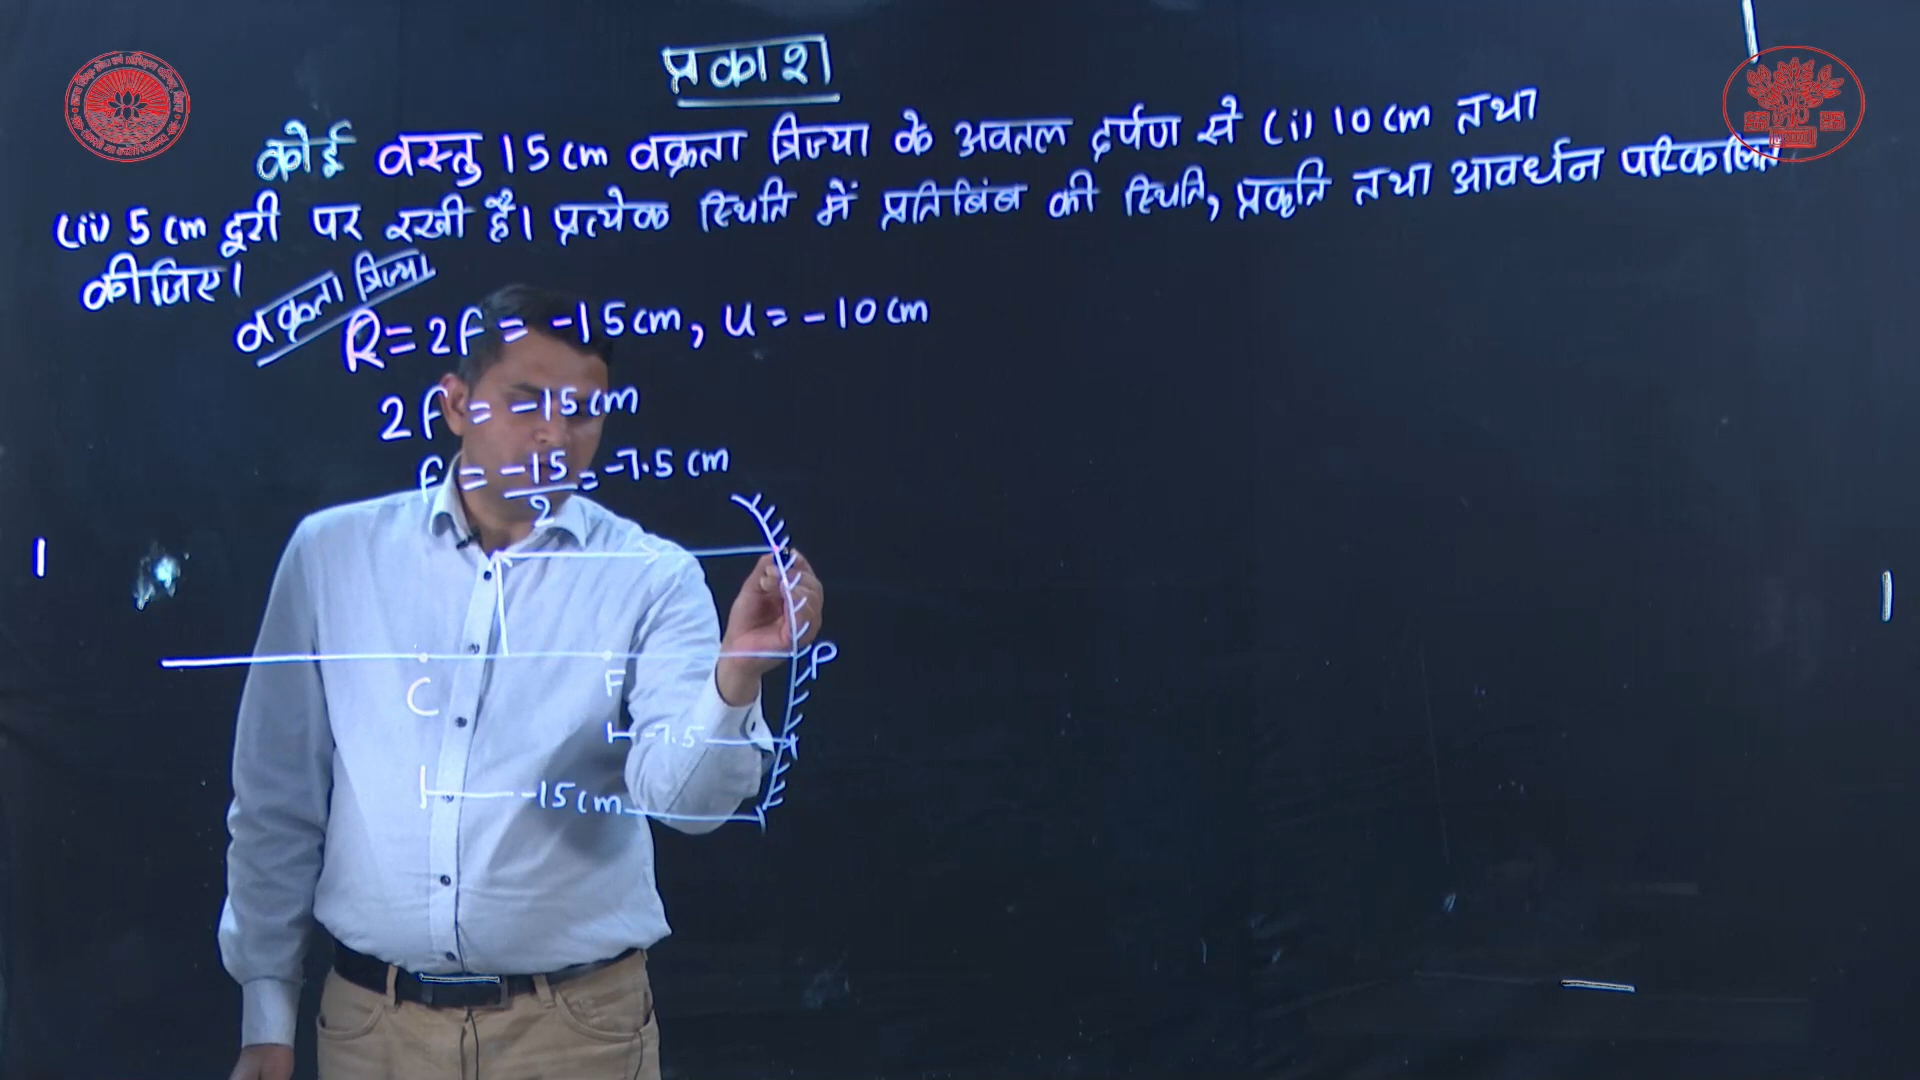 प्रकाश
कोई वस्तु 15 cm वक्रता त्रिज्या के अवतल दर्पण से (i) 10 cm तथा
(ii) 5 cm दूरी पर रखी है। प्रत्येक स्थिति में प्रतिबिंब की स्थिति, प्रकृति तथा आवर्धन परिकलित
कीजिए।
वक्रता त्रिज्या
R = 2f = -15 cm, u = -10 cm
2f = -15 cm
f = -15/2 = -7.5 cm
P
C F
-7.5
-15 cm